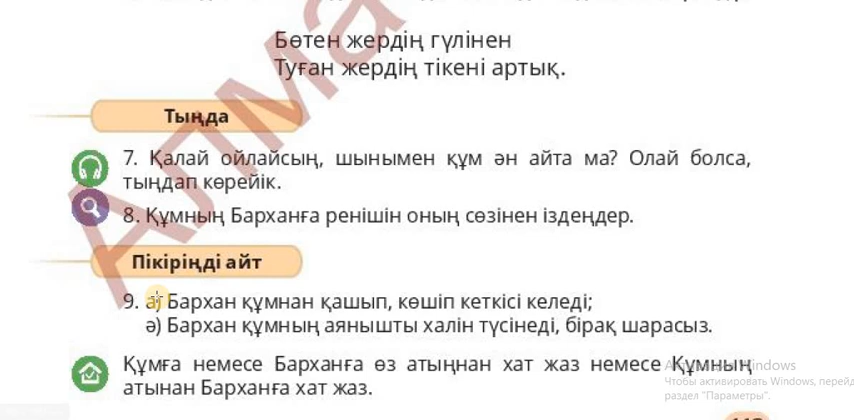 Бөтен жердің гүлінен
Туған жердің тікені артық.
Тыңда
7. Қалай ойлайсың, шынымен құм ән айта ма? Олай болса,
тыңдап көрейік.
8. Құмның Барханға ренішін оның сөзінен іздеңдер.
Пікіріңді айт
9. а) Бархан құмнан қашып, көшіп кеткісі келеді;
ә) Бархан құмның аянышты халін түсінеді, бірақ шарасыз.
Құмға немесе Барханға өз атыңнан хат жаз немесе Құмның
атынан Барханға хат жаз.
Windows
Чтобы активировать Windows, перейд
раздел "Параметры".
Алма